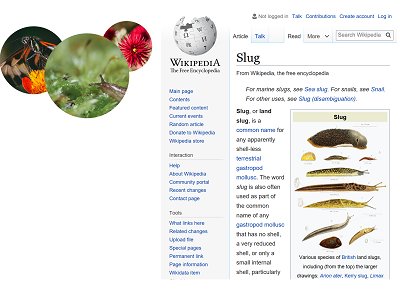 Not logged in Talk Contributions Create account Log in
Article Talk Read More Search Wikipedia
WIKIPEDIA
The Free Encyclopedia
Main page
Contents
Featured content
Current events
Random article
Donate to Wikipedia
Wikipedia store
Interaction
Help
About Wikipedia
Community portal
Recent changes
Contact page
Tools
What links here
Related changes
Upload file
Special pages
Permanent link
Page information
Wikidata item
Slug
From Wikipedia, the free encyclopedia
For marine slugs, see Sea slug. For snails, see Snail.
For other uses, see Slug (disambiguation).
Slug, or land
slug, is a
common name for
any apparently
shell-less
terrestrial
gastropod
mollusc. The word
slug is also often
used as part of
the common
name of any
gastropod mollusc
that has no shell,
a very reduced
shell, or only a
small internal
shell, particularly
Slug
Various species of British land slugs,
including (from the top) the larger
drawings: Arion ater, Kerry slug, Limax